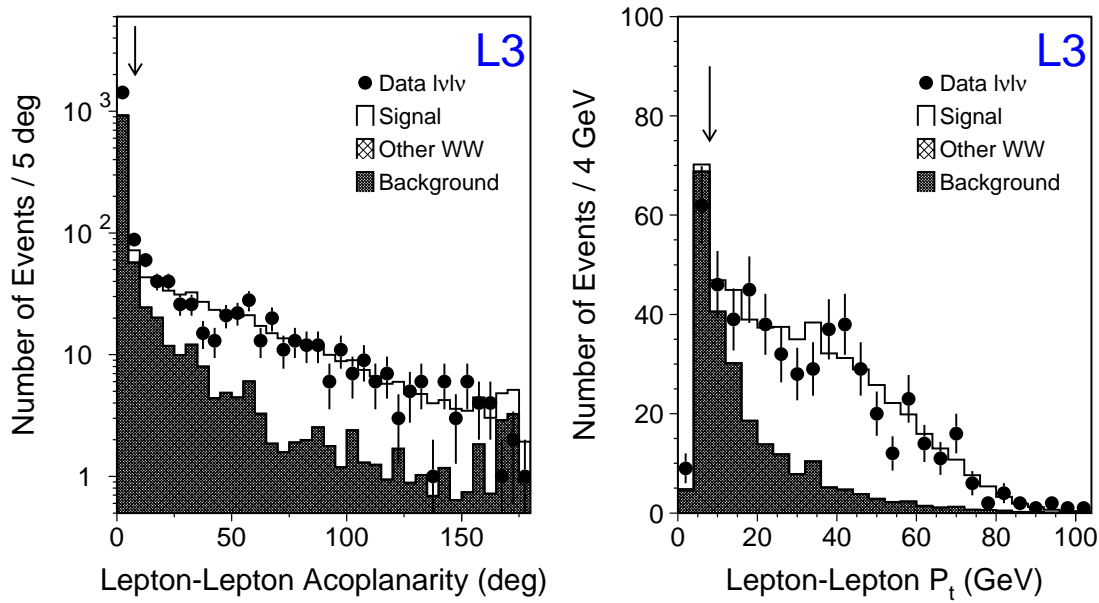 L3
Data lνlν
Signal
Other WW
Background
Number of Events / 5 deg
10 3
10 2
10
1
0 50 100 150
Lepton-Lepton Acoplanarity (deg)
L3
Data lνlν
Signal
Other WW
Background
Number of Events / 4 GeV
100
80
60
40
20
0
0 20 40 60 80 100
Lepton-Lepton Pt (GeV)